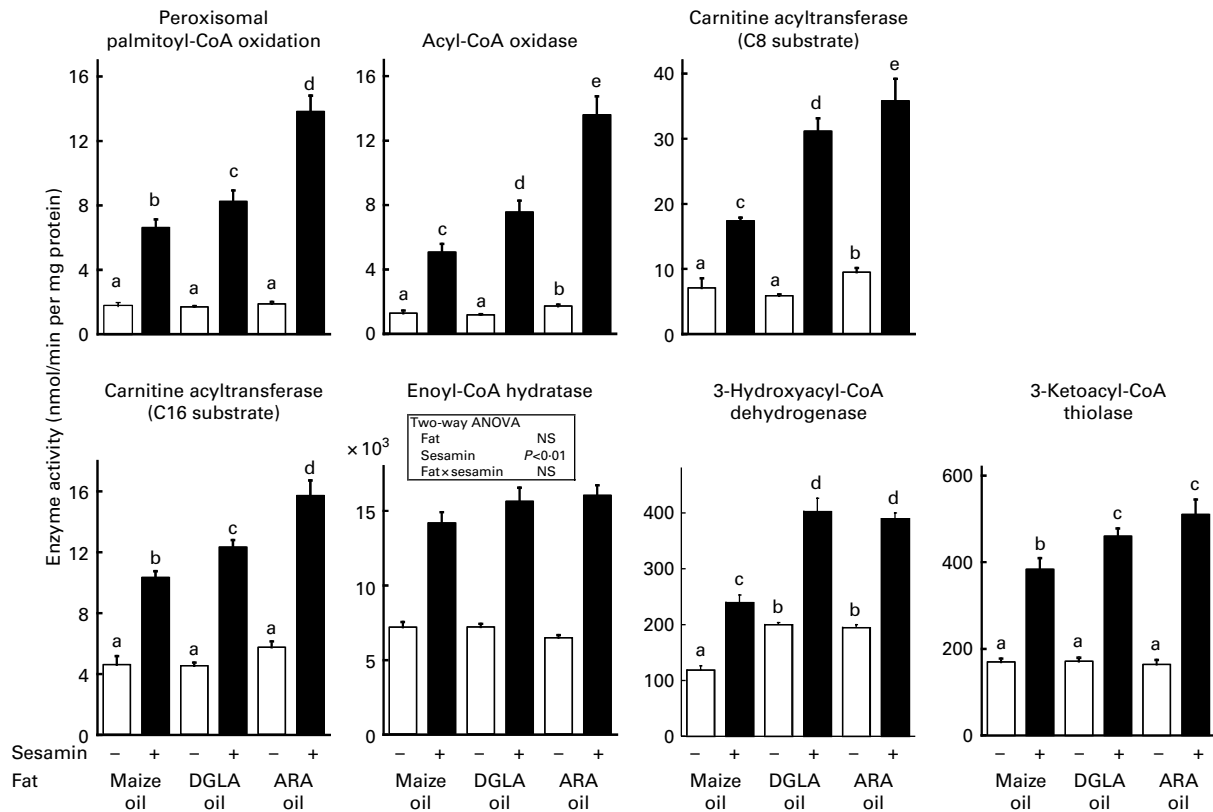 Peroxisomal
palmitoyl-CoA oxidation
Acyl-CoA oxidase
Carnitine acyltransferase
(C8 substrate)
Enzyme activity (nmol/min per mg protein)
16
12
8
4
0
a
b
a
c
a
d
16
12
8
4
0
a
c
a
d
b
e
40
30
20
10
0
a
c
a
d
b
e
Carnitine acyltransferase
(C16 substrate)
Enoyl-CoA hydratase
3-Hydroxyacyl-CoA
dehydrogenase
3-Ketoacyl-CoA
thiolase
16
12
8
4
0
a
b
a
c
a
d
× 10³
Two-way ANOVA
Fat NS
Sesamin P<0·01
Fat×sesamin NS
15
10
5
0
400
300
200
100
0
a
c
b
d
b
d
600
400
200
0
a
b
a
c
a
c
Sesamin – + – + – + – + – + – + – + – + – + – + – + – +
Fat Maize DGLA ARA Maize DGLA ARA Maize DGLA ARA Maize DGLA ARA
oil oil oil oil oil oil oil oil oil oil oil oil